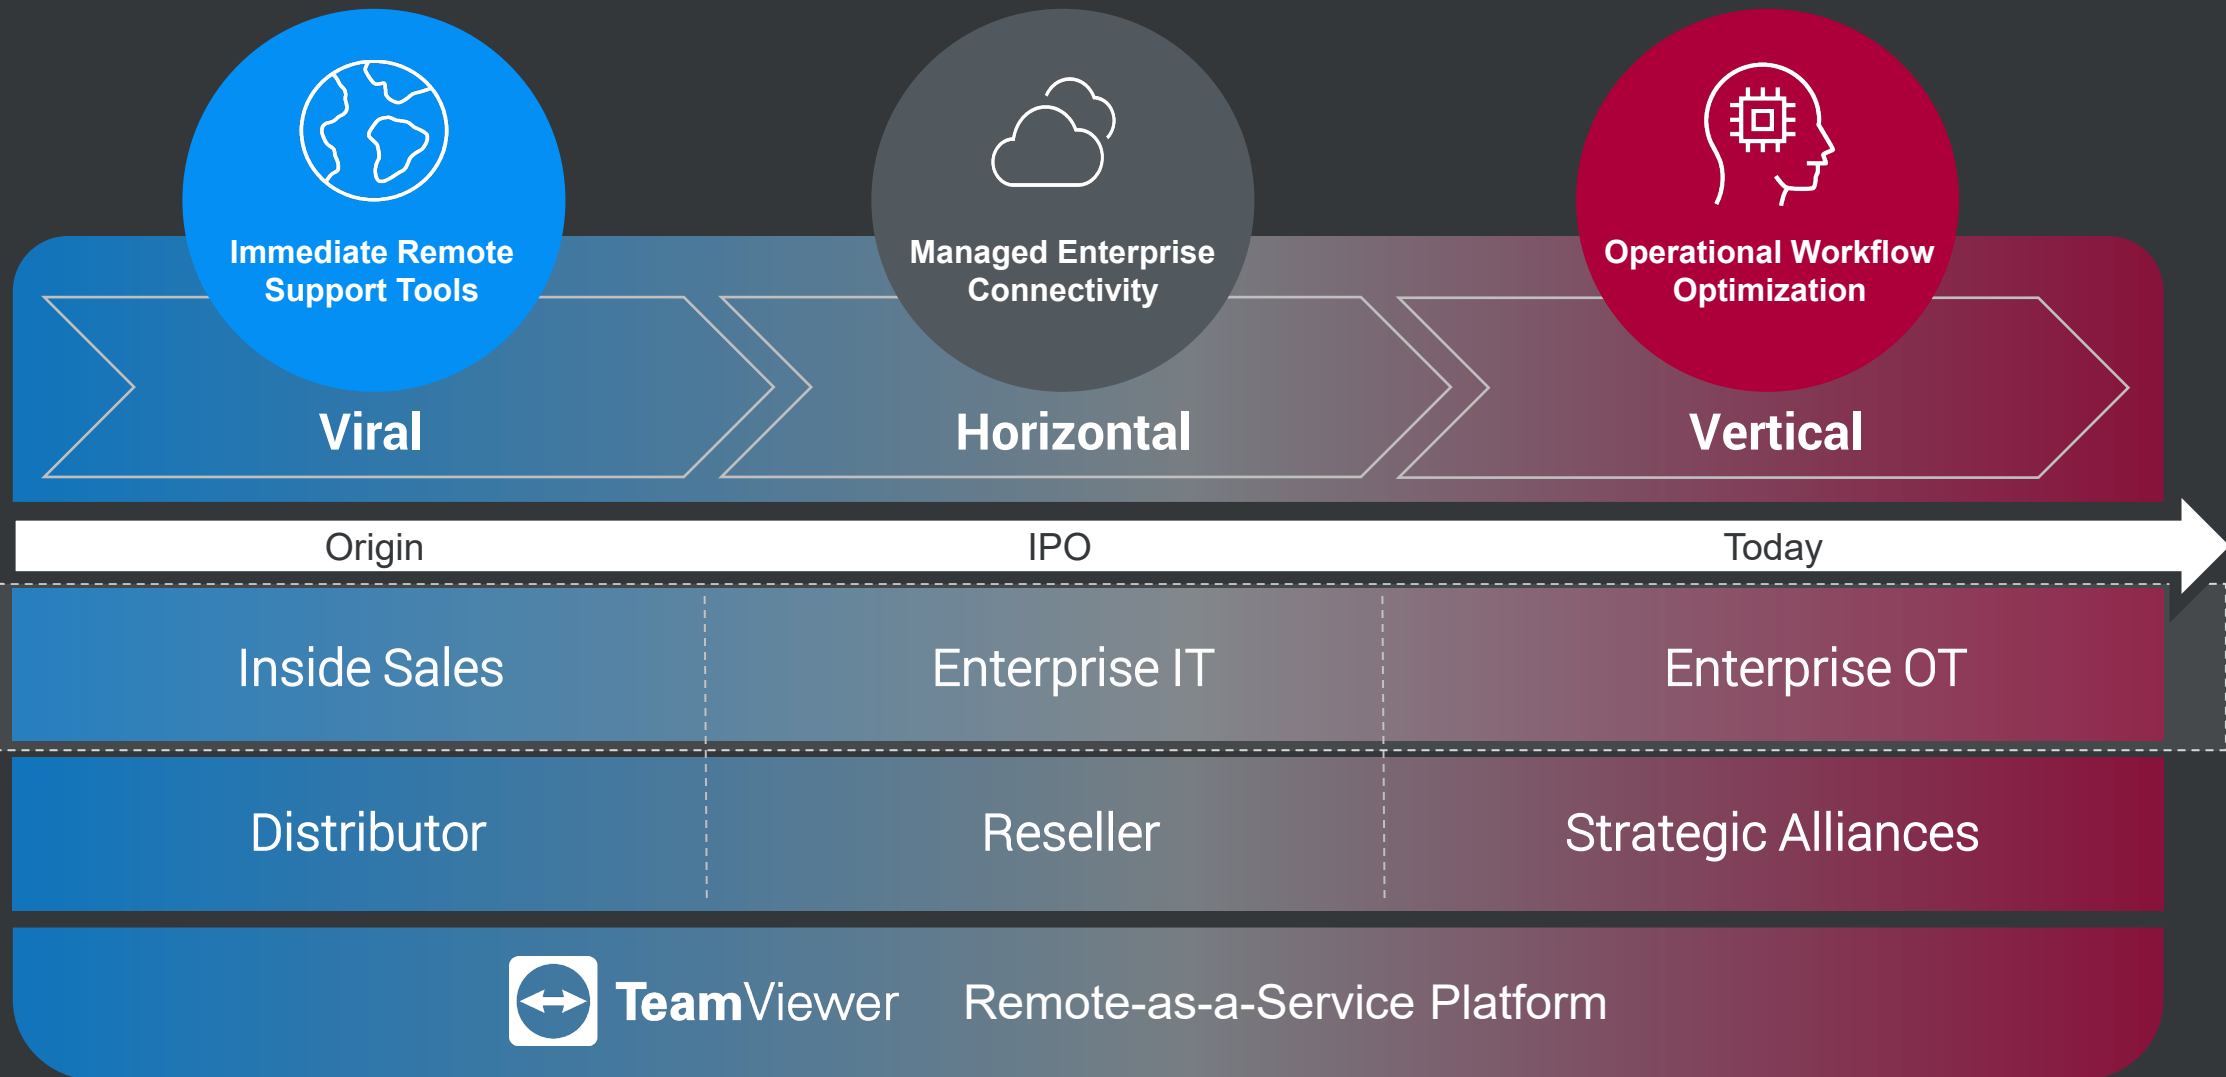 Immediate Remote
Support Tools
Managed Enterprise
Connectivity
Operational Workflow
Optimization
Viral
Horizontal
Vertical
Origin
IPO
Today
Inside Sales
Enterprise IT
Enterprise OT
Distributor
Reseller
Strategic Alliances
TeamViewer
Remote-as-a-Service Platform